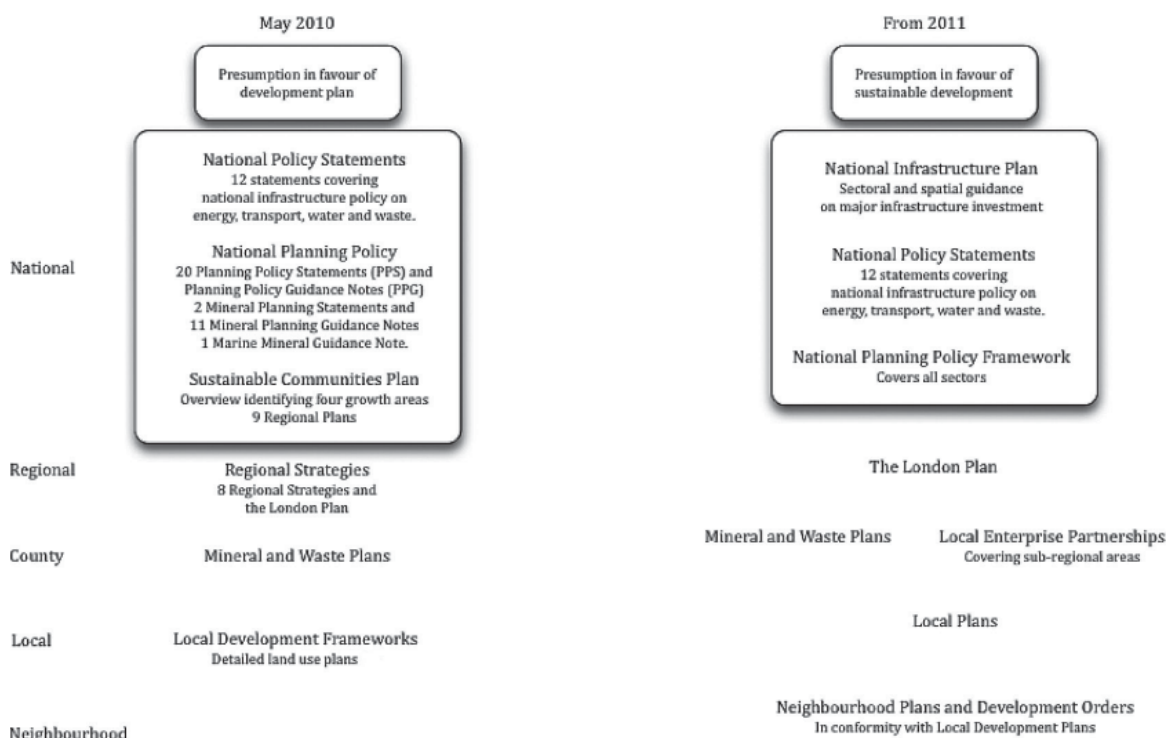 May 2010
From 2011
Presumption in favour of
development plan
Presumption in favour of
sustainable development
National
National Policy Statements
12 statements covering
national infrastructure policy on
energy, transport, water and waste.
National Planning Policy
20 Planning Policy Statements (PPS) and
Planning Policy Guidance Notes (PPG)
2 Mineral Planning Statements and
11 Mineral Planning Guidance Notes
1 Marine Mineral Guidance Note.
Sustainable Communities Plan
Overview identifying four growth areas
9 Regional Plans
National Infrastructure Plan
Sectoral and spatial guidance
on major infrastructure investment
National Policy Statements
12 statements covering
national infrastructure policy on
energy, transport, water and waste.
National Planning Policy Framework
Covers all sectors
Regional
Regional Strategies
8 Regional Strategies and
the London Plan
The London Plan
County
Mineral and Waste Plans
Mineral and Waste Plans
Local Enterprise Partnerships
Covering sub-regional areas
Local
Local Development Frameworks
Detailed land use plans
Local Plans
Neighbourhood
Neighbourhood Plans and Development Orders
In conformity with Local Development Plans